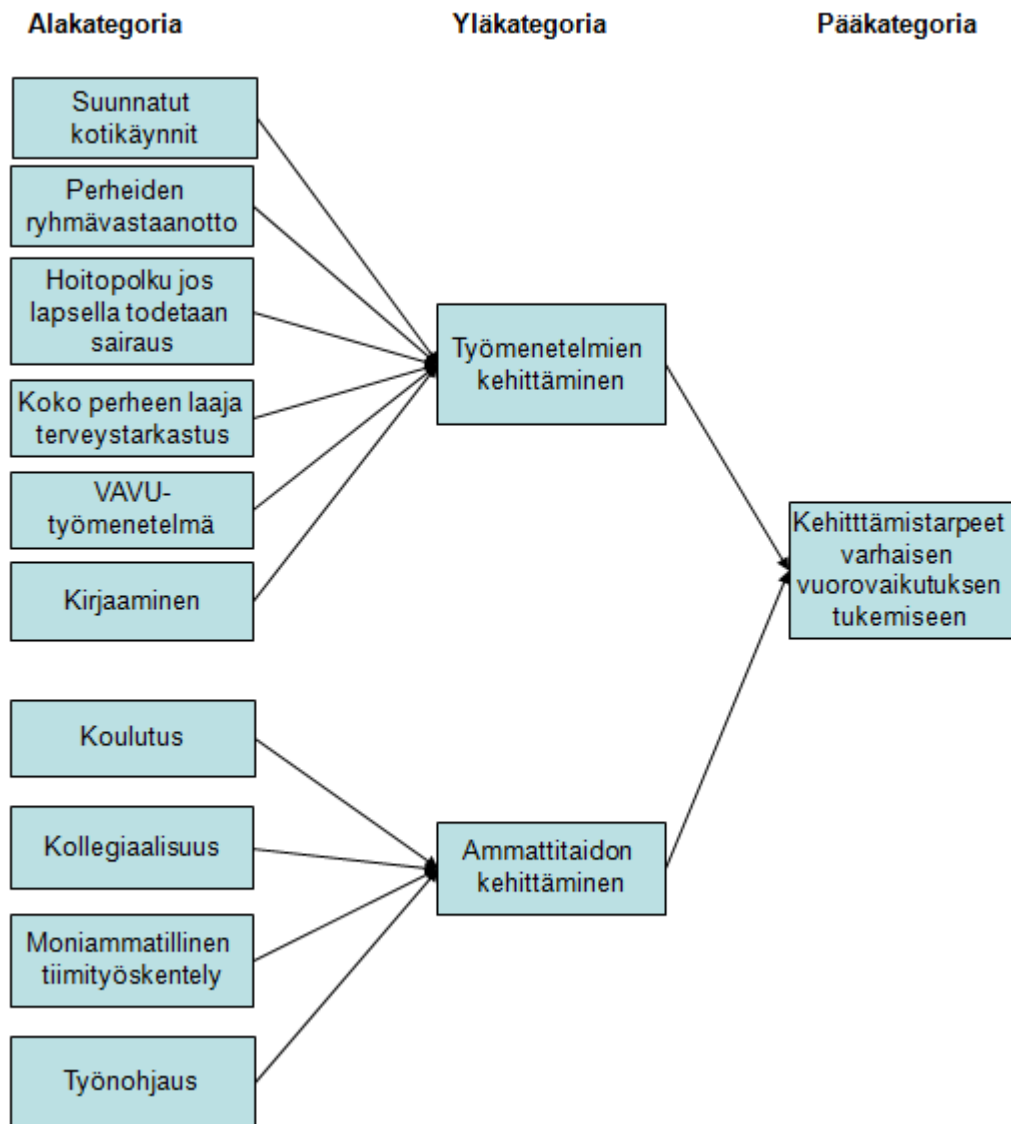 Alakategoria
Yläkategoria
Pääkategoria
Suunnatut
kotikäynnit
Perheiden
ryhmävastaanotto
Hoitopolku jos
lapsella todetaan
sairaus
Koko perheen laaja
terveystarkastus
VAVU-
työmenetelmä
Kirjaaminen
Koulutus
Kollegiaalisuus
Moniammatillinen
tiimityöskentely
Työnohjaus
Työmenetelmien
kehittäminen
Ammattitaidon
kehittäminen
Kehitttämistarpeet
varhaisen
vuorovaikutuksen
tukemiseen